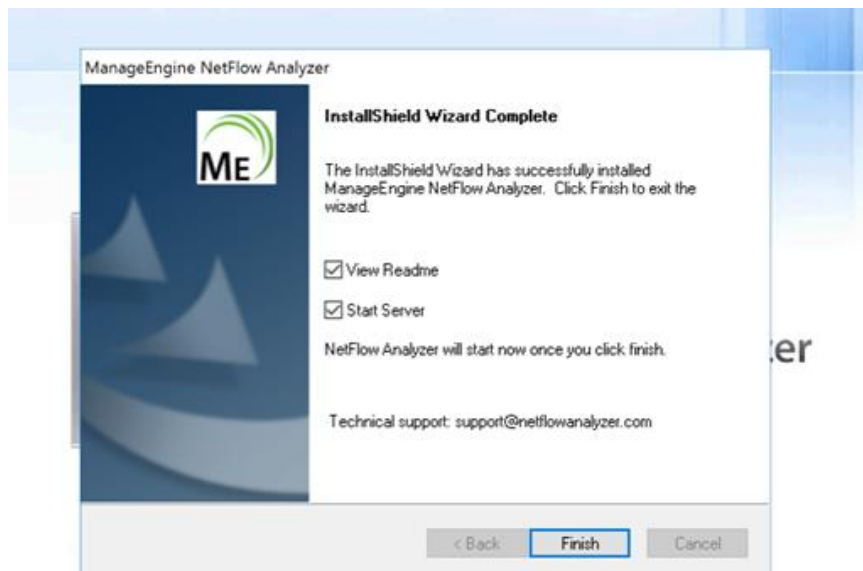 ManageEngine NetFlow Analyzer
ME
InstallShield Wizard Complete
The InstallShield Wizard has successfully installed
ManageEngine NetFlow Analyzer. Click Finish to exit the
wizard.
View Readme
Start Server
NetFlow Analyzer will start now once you click finish.
er
Technical support: support@netflowanalyzer.com
< Back
Finish
Cancel